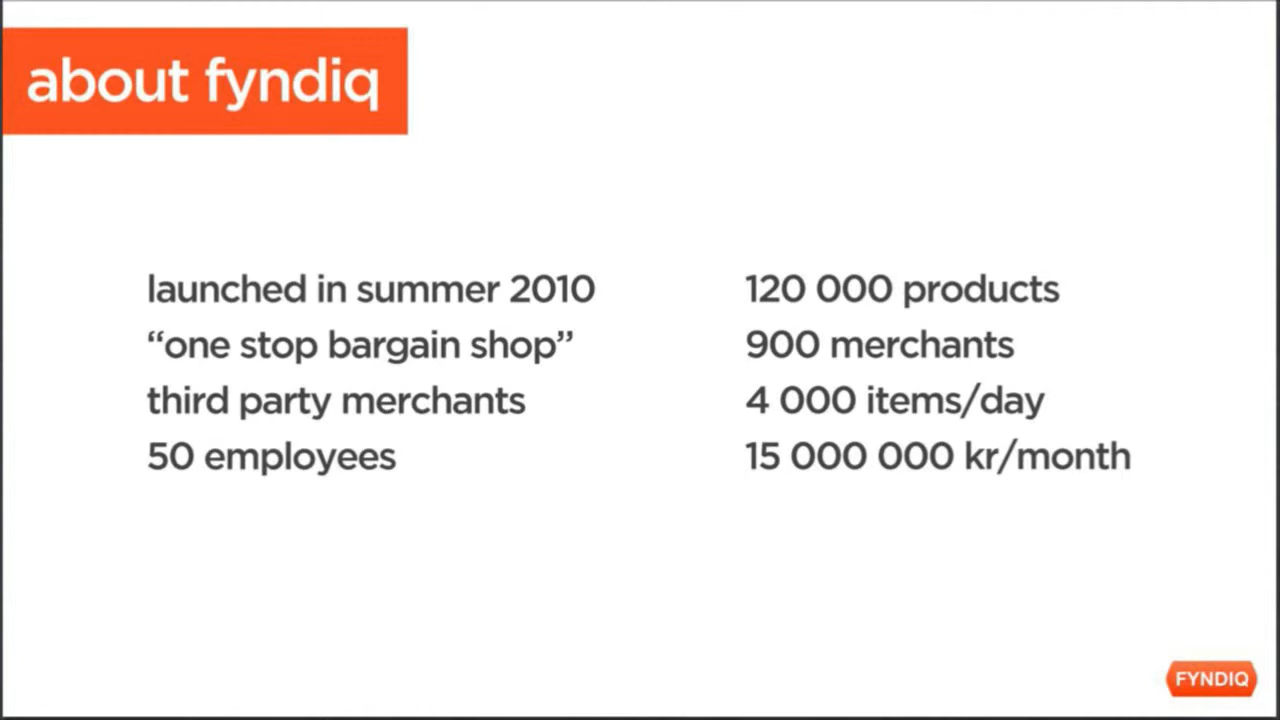 about fyndiq
launched in summer 2010
“one stop bargain shop”
third party merchants
50 employees
120 000 products
900 merchants
4 000 items/day
15 000 000 kr/month
FYNDIQ